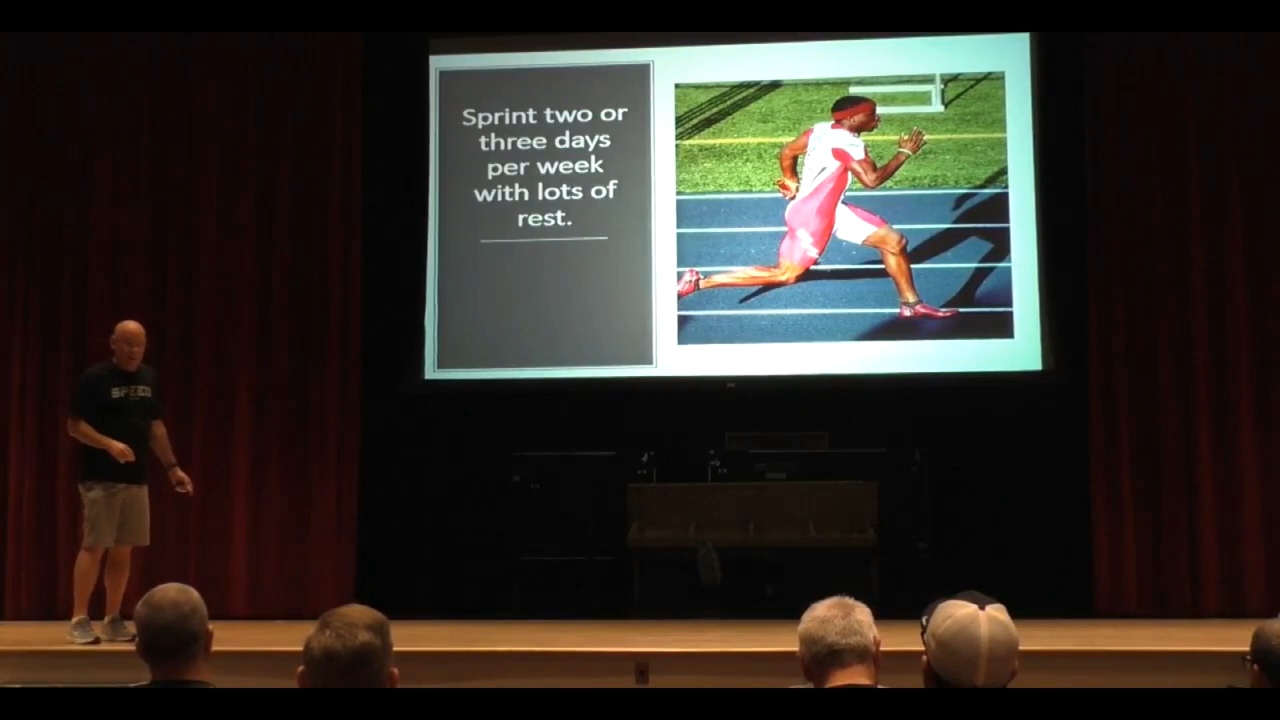 Sprint two or
three days
per week
with lots of
rest.
SPEED